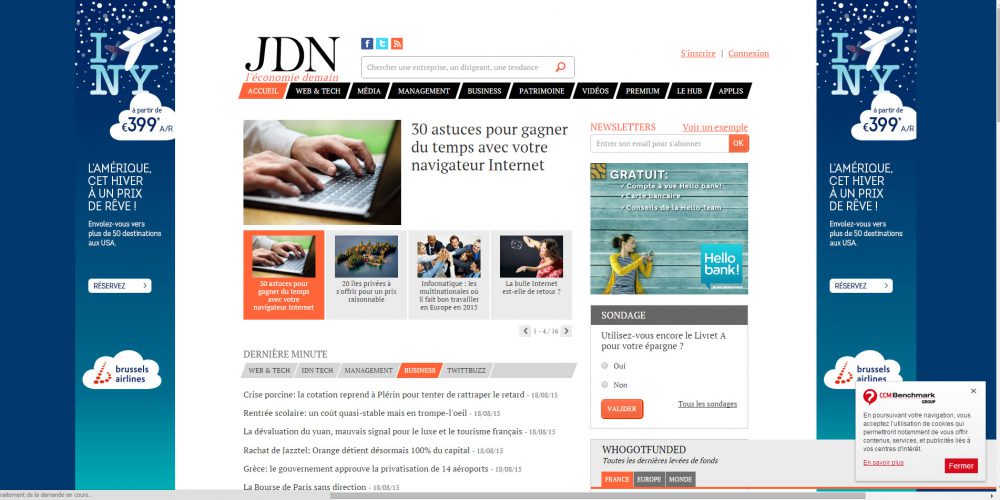 I
NY
à partir de
€399* A/R
L'AMÉRIQUE,
CET HIVER
À UN PRIX
DE RÊVE !
Envolez-vous vers
plus de 50 destinations
aux USA.
RÉSERVEZ
brussels
airlines
JDN
l'économie demain
Chercher une entreprise, un dirigeant, une tendance
S'inscrire | Connexion
ACCUEIL WEB & TECH MÉDIA MANAGEMENT BUSINESS PATRIMOINE VIDÉOS PREMIUM LE HUB APPLIS
30 astuces pour gagner
du temps avec votre
navigateur Internet
30 astuces pour
gagner du temps
avec votre
navigateur Internet
20 îles privées à
s'offrir pour un prix
raisonnable
Informatique : les
multinationales où
il fait bon travailler
en Europe en 2015
La bulle Internet
est-elle de retour ?
1 - 4 / 16
DERNIÈRE MINUTE
WEB & TECH JDN TECH MANAGEMENT BUSINESS TWITTBUZZ
Crise porcine: la cotation reprend à Plérin pour tenter de rattraper le retard - 18/08/15
Rentrée scolaire: un coût quasi-stable mais en trompe-l'oeil - 18/08/15
La dévaluation du yuan, mauvais signal pour le luxe et le tourisme français - 18/08/15
Rachat de Jazztel: Orange détient désormais 100% du capital - 18/08/15
Grèce: le gouvernement approuve la privatisation de 14 aéroports - 18/08/15
La Bourse de Paris sans direction - 18/08/15
NEWSLETTERS Voir un exemple
Entrer son email pour s'abonner OK
GRATUIT:
Compte à vue Hello bank!
Carte bancaire
Conseils de la Hello Team
Hello
bank!
SONDAGE
Utilisez-vous encore le Livret A
pour votre épargne ?
Oui
Non
VALIDER
Tous les sondages
WHOGOTFUNDED
Toutes les dernières levées de fonds
FRANCE EUROPE MONDE
I
NY
à partir de
€399* A/R
L'AMÉRIQUE,
CET HIVER
À UN PRIX
DE RÊVE !
Envolez-vous vers
plus de 50 destinations
aux USA.
RÉSERVEZ
brussels
airlines
CCMBenchmark
GROUP
En poursuivant votre navigation, vous
acceptez l'utilisation de cookies qui
permettront notamment de vous offrir
contenus, services, et publicités liés à
vos centres d'intérêt.
En savoir plus
Fermer
raitement de la demande en cours...